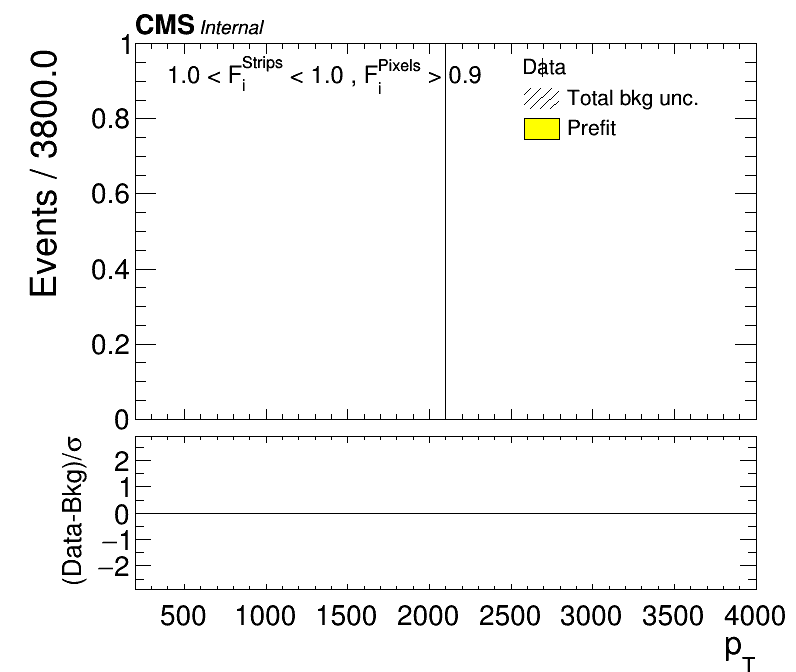 CMS Internal
1.0 < F_i^Strips < 1.0 , F_i^Pixels > 0.9
Data
Total bkg unc.
Prefit
Events / 3800.0
1
0.8
0.6
0.4
0.2
0
(Data-Bkg)/σ
2
1
0
−1
−2
500 1000 1500 2000 2500 3000 3500 4000
p_T